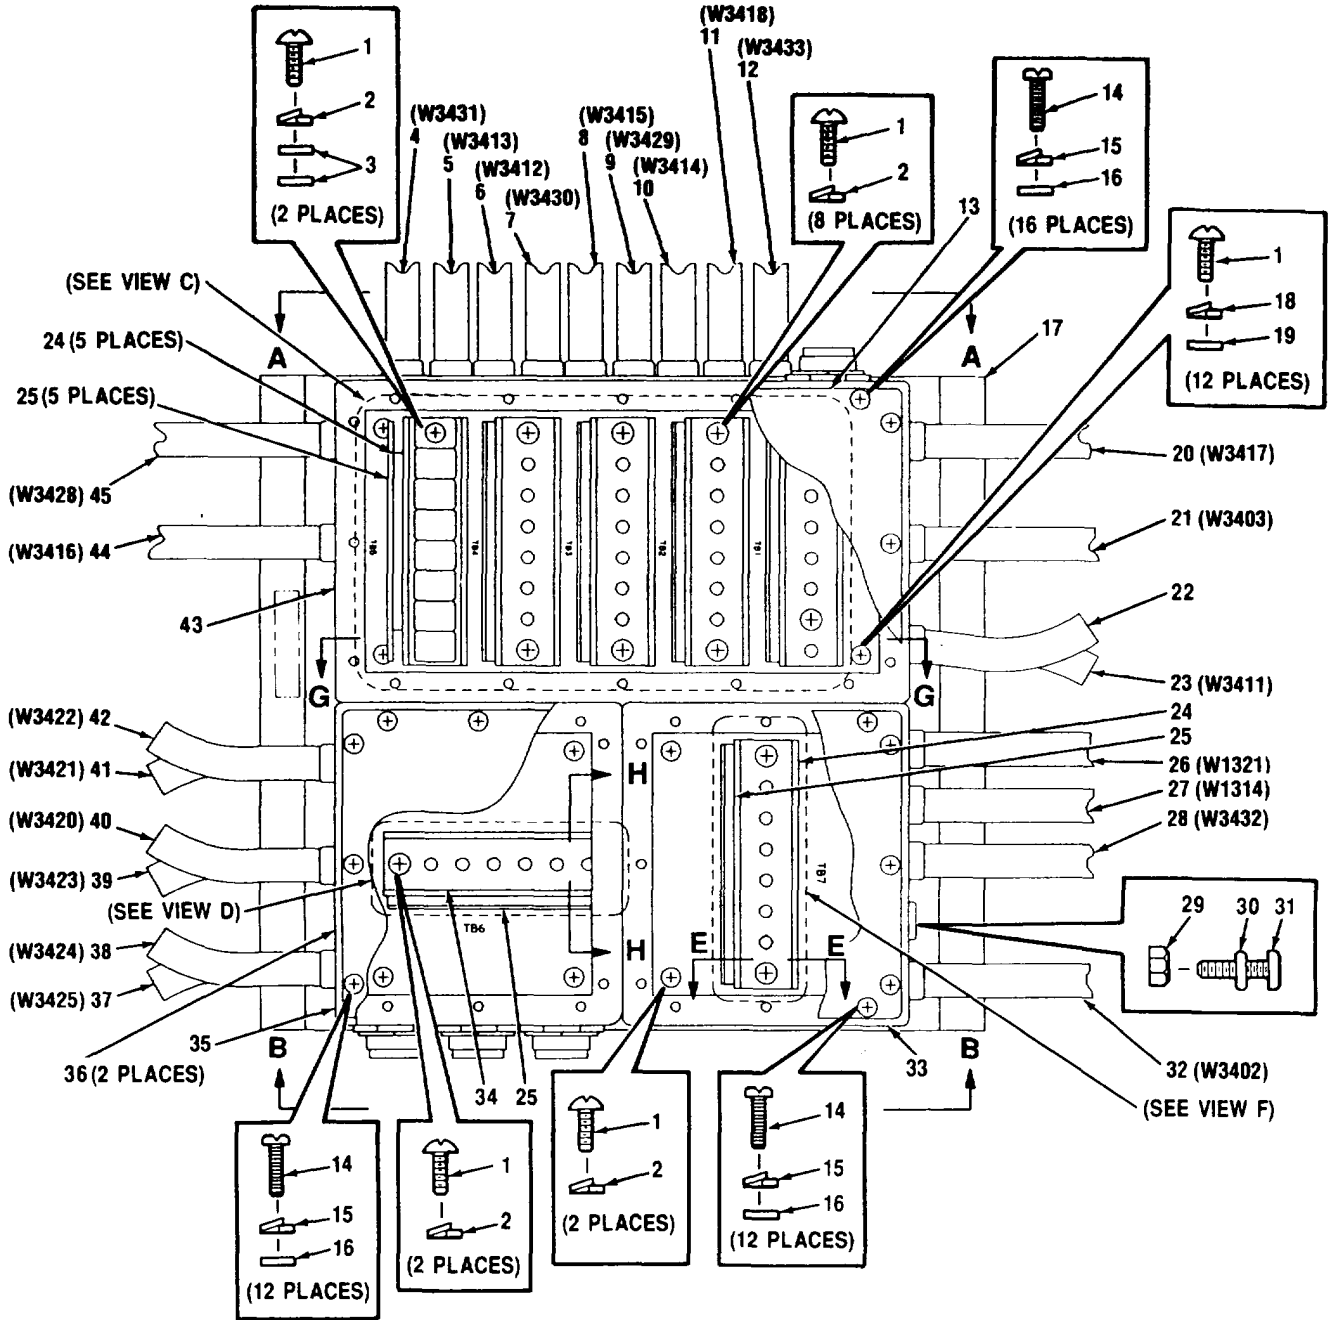 (W3418)
11
(W3433)
12
1
2
3
(2 PLACES)
(W3431)
4
(W3413)
5
(W3412)
6
(W3430)
7
(W3415)
8
(W3429)
9
(W3414)
10
1
2
(8 PLACES)
14
15
16
(16 PLACES)
13
1
18
19
(12 PLACES)
(SEE VIEW C)
A
A
17
24 (5 PLACES)
25 (5 PLACES)
(W3428) 45
20 (W3417)
(W3416) 44
21 (W3403)
TB5
TB4
TB3
TB2
TB1
43
22
G
G
23 (W3411)
(W3422) 42
24
25
(W3421) 41
H
26 (W1321)
27 (W1314)
(W3420) 40
28 (W3432)
(W3423) 39
TB7
(SEE VIEW D)
29
30
31
TB6
(W3424) 38
H
E
E
(W3425) 37
35
B
34
25
33
B
36 (2 PLACES)
32 (W3402)
(SEE VIEW F)
14
15
16
(12 PLACES)
1
2
(2 PLACES)
1
2
(2 PLACES)
14
15
16
(12 PLACES)